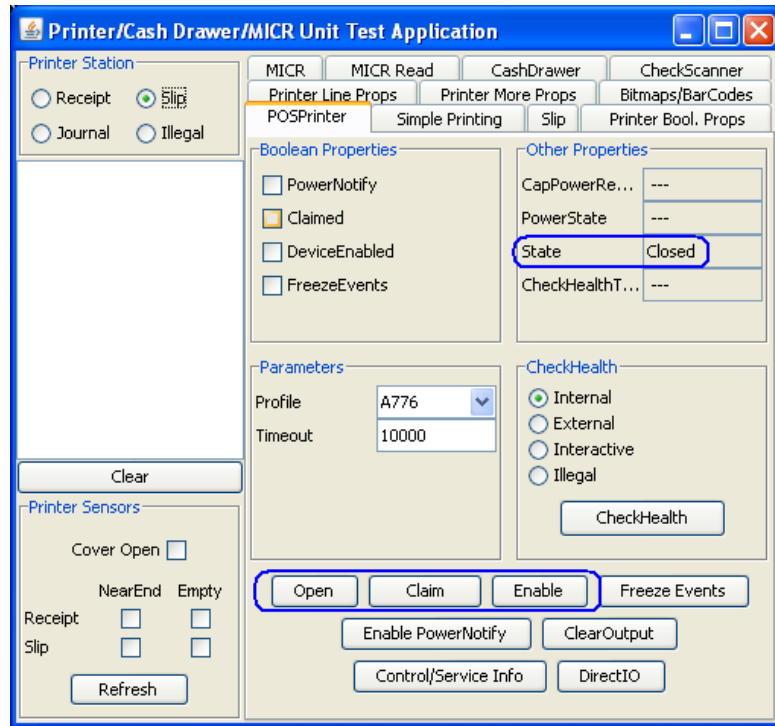 Printer/Cash Drawer/MICR Unit Test Application
Printer Station
Receipt Slip
Journal Illegal
Clear
Printer Sensors
Cover Open
NearEnd Empty
Receipt
Slip
Refresh
MICR MICR Read CashDrawer CheckScanner
Printer Line Props Printer More Props Bitmaps/BarCodes
POSPrinter Simple Printing Slip Printer Bool. Props
Boolean Properties
PowerNotify
Claimed
DeviceEnabled
FreezeEvents
Other Properties
CapPowerRe... ---
PowerState ---
State Closed
CheckHealthT... ---
Parameters
Profile A776
Timeout 10000
CheckHealth
Internal
External
Interactive
Illegal
CheckHealth
Open Claim Enable Freeze Events
Enable PowerNotify ClearOutput
Control/Service Info DirectIO